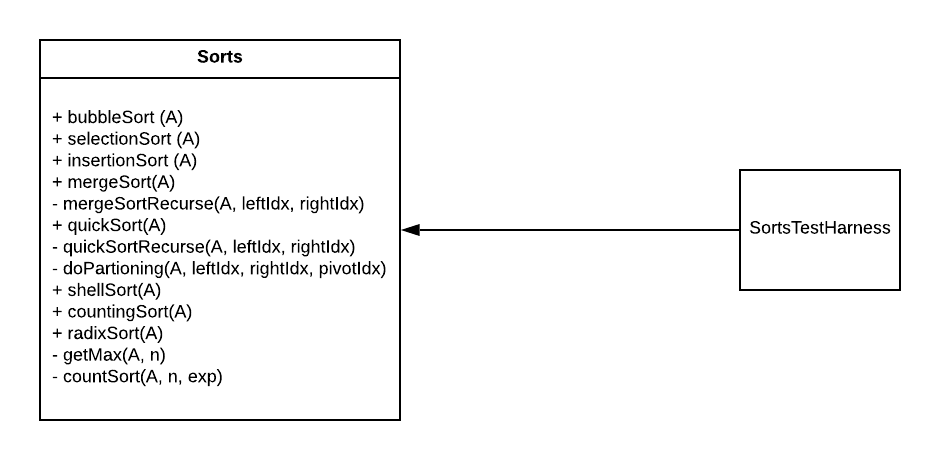 Sorts
+ bubbleSort (A)
+ selectionSort (A)
+ insertionSort (A)
+ mergeSort(A)
- mergeSortRecurse(A, leftIdx, rightIdx)
+ quickSort(A)
- quickSortRecurse(A, leftIdx, rightIdx)
- doPartioning(A, leftIdx, rightIdx, pivotIdx)
+ shellSort(A)
+ countingSort(A)
+ radixSort(A)
- getMax(A, n)
- countSort(A, n, exp)
SortsTestHarness